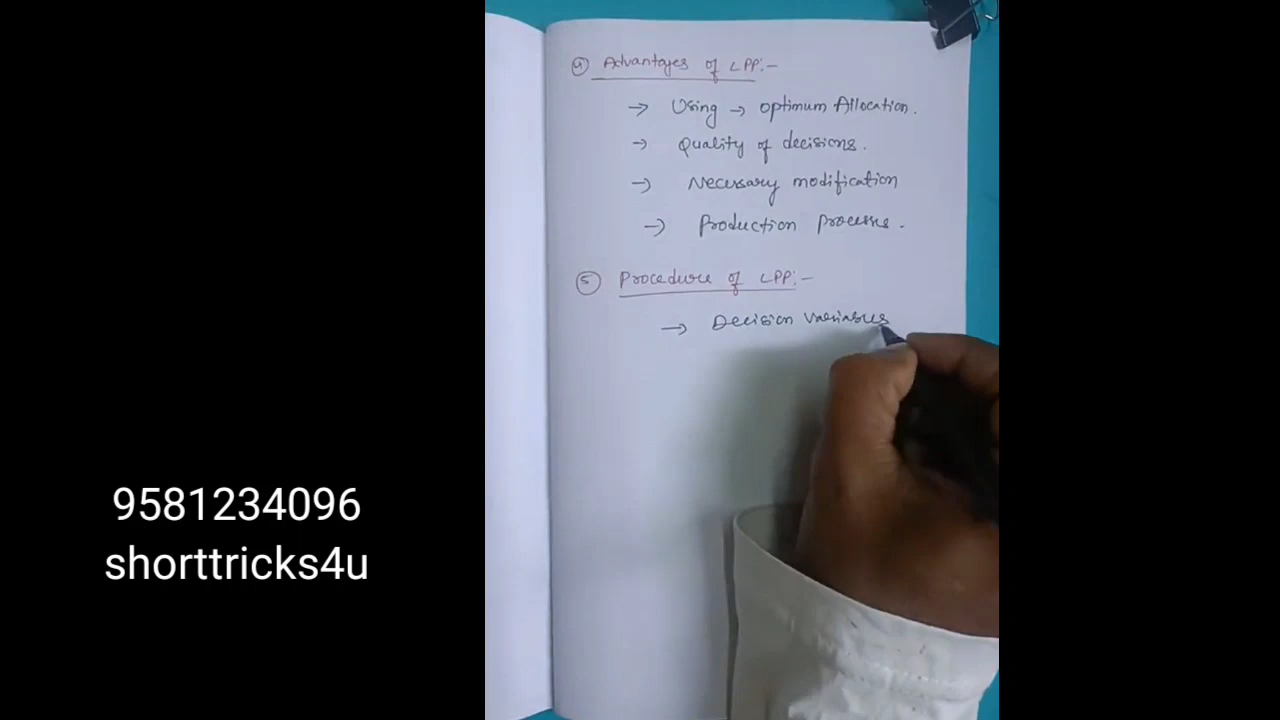 9581234096
shorttricks4u
④ Advantages of LPP:-
→ Using → optimum Allocation.
→ Quality of decisions.
→ Necessary modification
→ Production processes.
⑤ Procedure of LPP:-
→ Decision variables